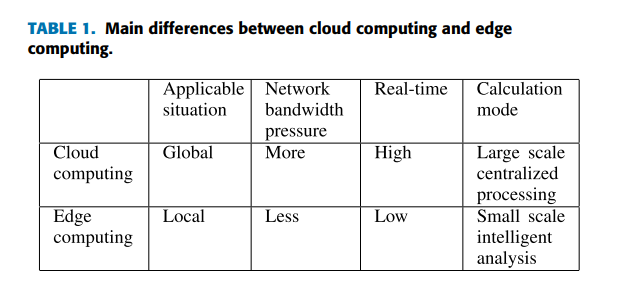 TABLE 1. Main differences between cloud computing and edge
computing.
Applicable situation Network bandwidth pressure Real-time Calculation mode
Cloud computing Global More High Large scale centralized processing
Edge computing Local Less Low Small scale intelligent analysis